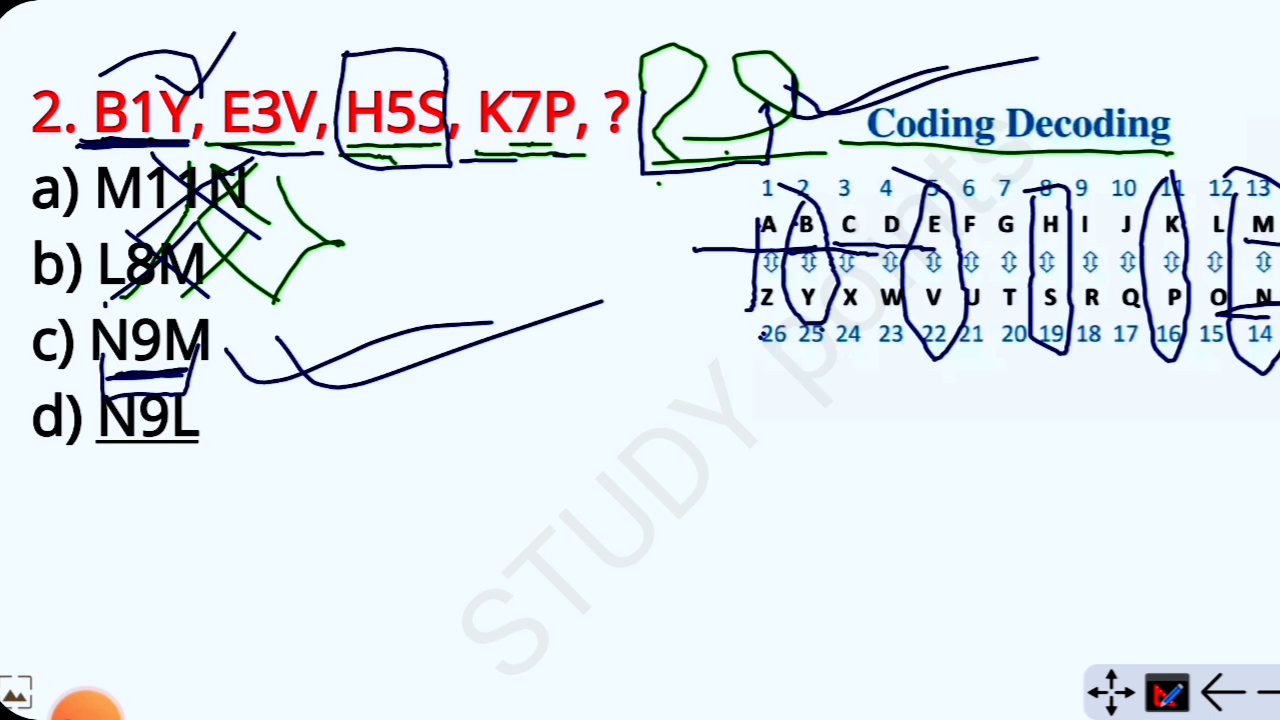 2. B1Y, E3V, H5S, K7P, ?
Coding Decoding
a) M11N
b) L8M
c) N9M
d) N9L
1 2 3 4 5 6 7 8 9 10 11 12 13
A B C D E F G H I J K L M
Z Y X W V U T S R Q P O N
26 25 24 23 22 21 20 19 18 17 16 15 14
STUDY points